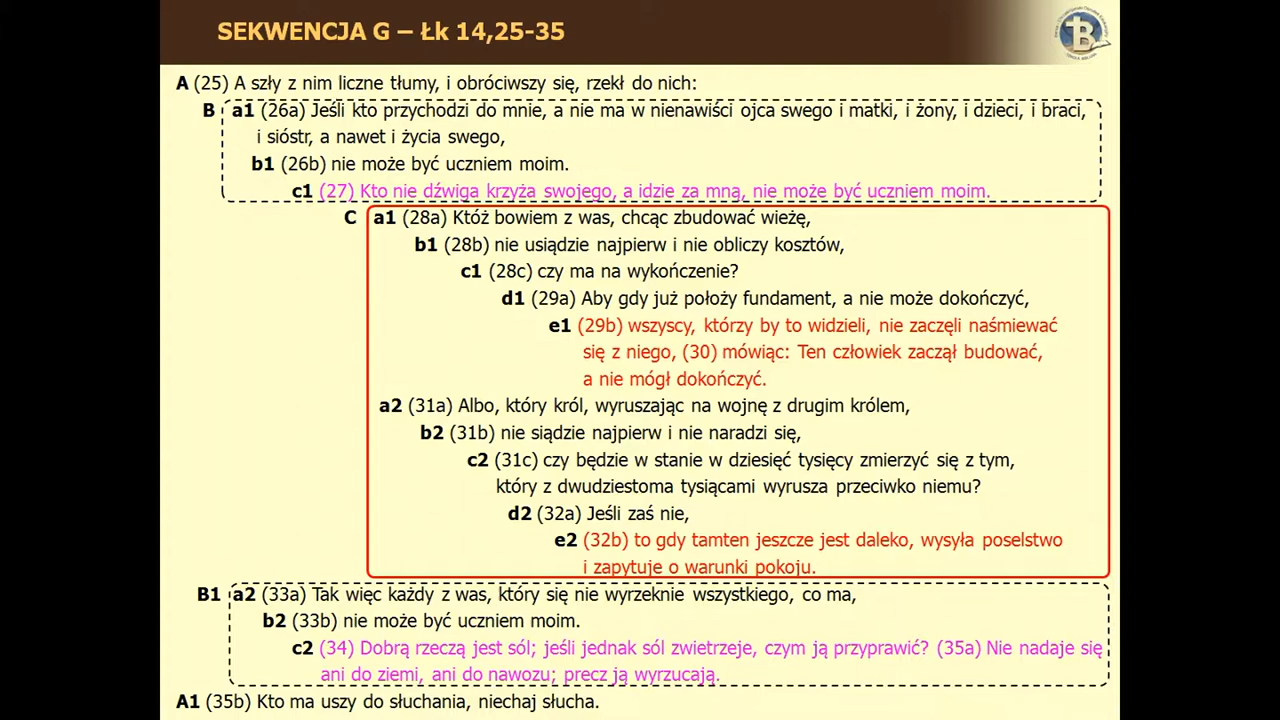 SEKWENCJA G – Łk 14,25-35
A (25) A szły z nim liczne tłumy, i obróciwszy się, rzekł do nich:
B a1 (26a) Jeśli kto przychodzi do mnie, a nie ma w nienawiści ojca swego i matki, i żony, i dzieci, i braci,
i sióstr, a nawet i życia swego,
b1 (26b) nie może być uczniem moim.
c1 (27) Kto nie dźwiga krzyża swojego, a idzie za mną, nie może być uczniem moim.
C a1 (28a) Któż bowiem z was, chcąc zbudować wieżę,
b1 (28b) nie usiądzie najpierw i nie obliczy kosztów,
c1 (28c) czy ma na wykończenie?
d1 (29a) Aby gdy już położy fundament, a nie może dokończyć,
e1 (29b) wszyscy, którzy by to widzieli, nie zaczęli naśmiewać
się z niego, (30) mówiąc: Ten człowiek zaczął budować,
a nie mógł dokończyć.
a2 (31a) Albo, który król, wyruszając na wojnę z drugim królem,
b2 (31b) nie siądzie najpierw i nie naradzi się,
c2 (31c) czy będzie w stanie w dziesięć tysięcy zmierzyć się z tym,
który z dwudziestoma tysiącami wyrusza przeciwko niemu?
d2 (32a) Jeśli zaś nie,
e2 (32b) to gdy tamten jeszcze jest daleko, wysyła poselstwo
i zapytuje o warunki pokoju.
B1 a2 (33a) Tak więc każdy z was, który się nie wyrzeknie wszystkiego, co ma,
b2 (33b) nie może być uczniem moim.
c2 (34) Dobrą rzeczą jest sól; jeśli jednak sól zwietrzeje, czym ją przyprawić? (35a) Nie nadaje się
ani do ziemi, ani do nawozu; precz ją wyrzucają.
A1 (35b) Kto ma uszy do słuchania, niechaj słucha.